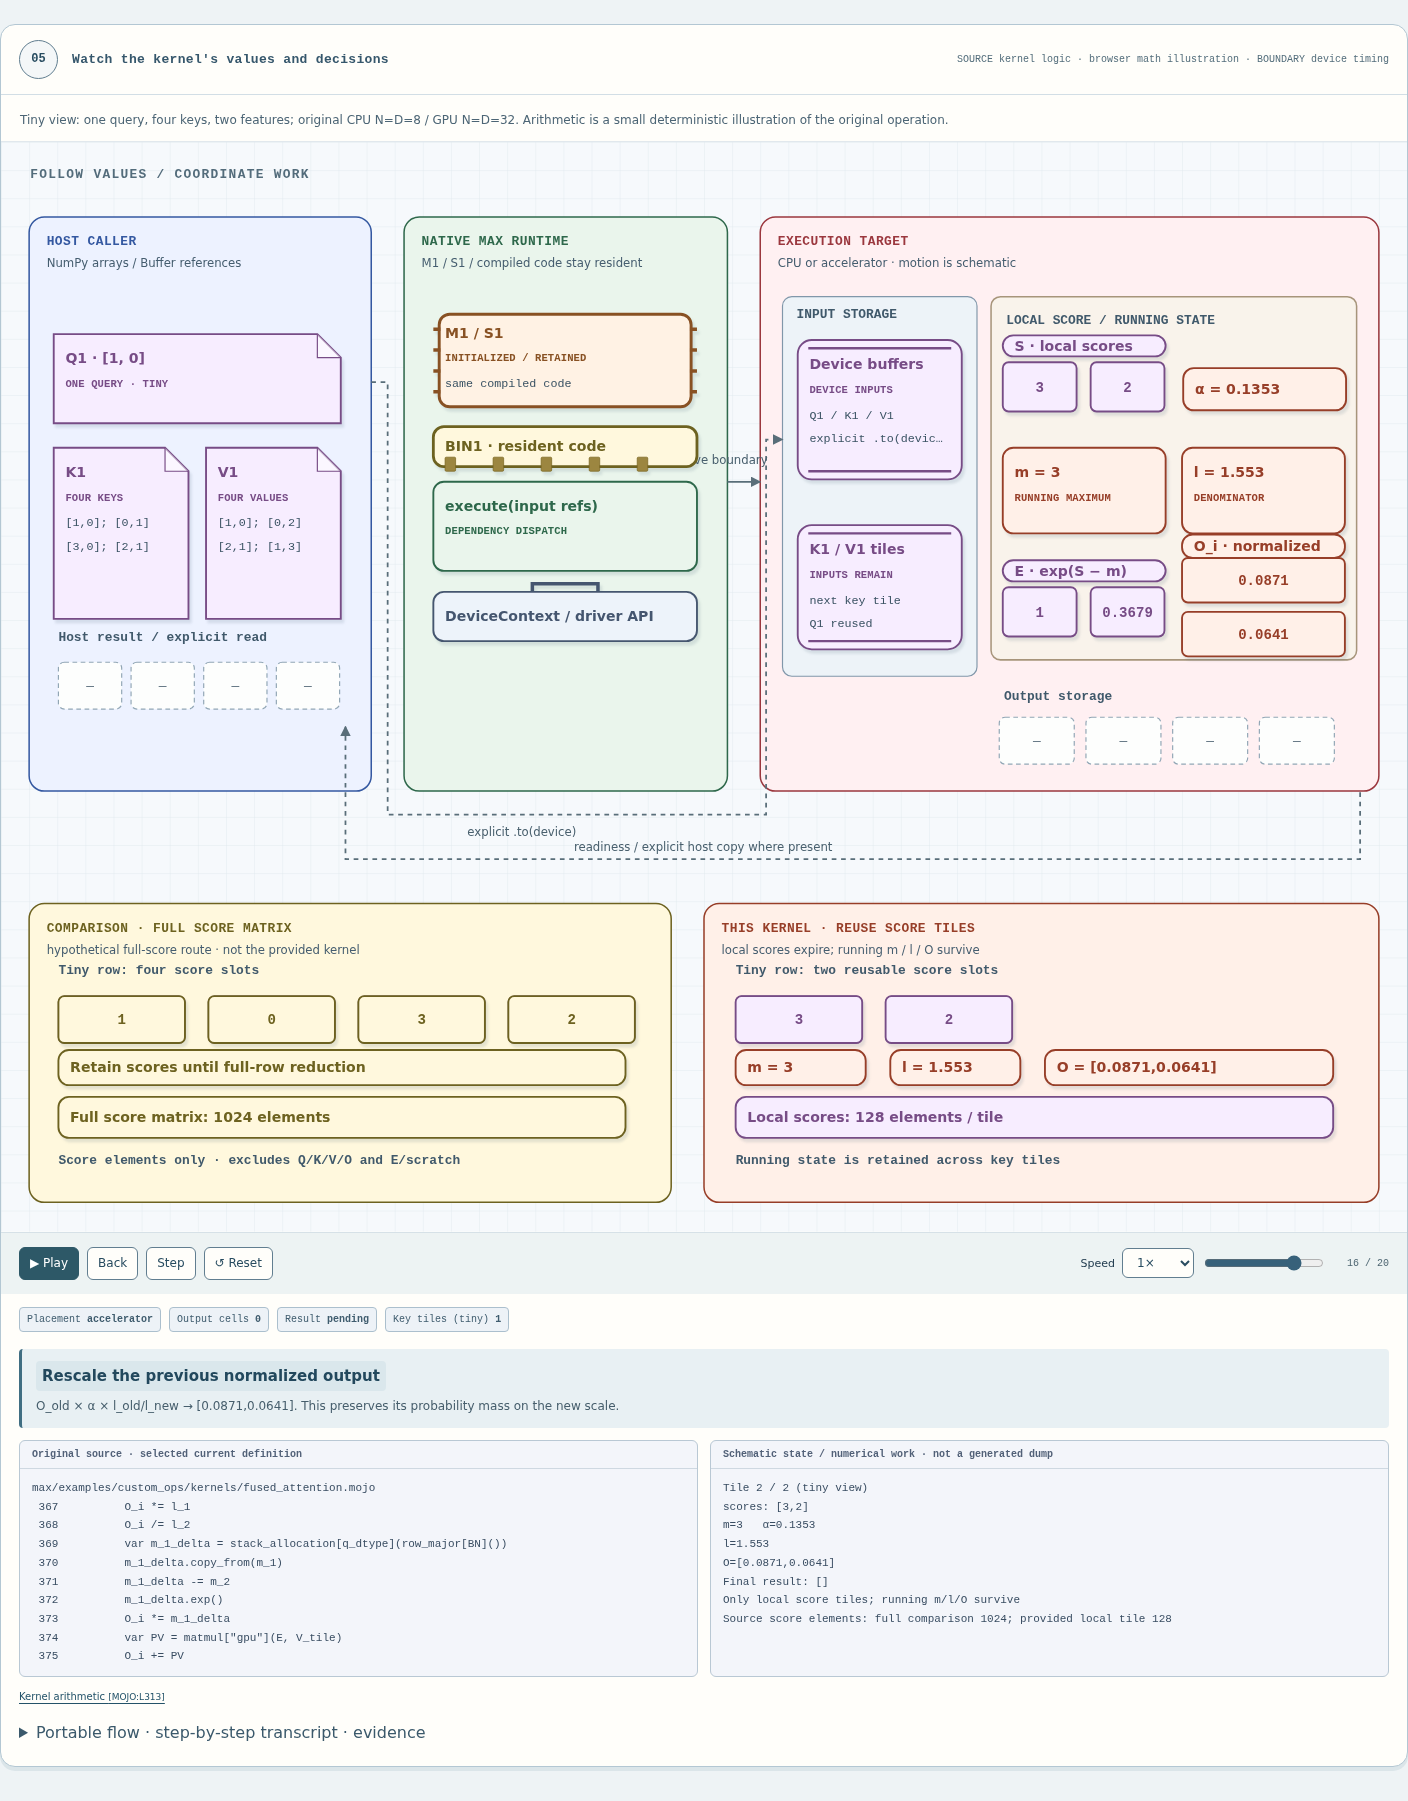 05
Watch the kernel's values and decisions
SOURCE kernel logic · browser math illustration · BOUNDARY device timing
Tiny view: one query, four keys, two features; original CPU N=D=8 / GPU N=D=32. Arithmetic is a small deterministic illustration of the original operation.
FOLLOW VALUES / COORDINATE WORK
HOST CALLER
NumPy arrays / Buffer references
Q1 · [1, 0]
ONE QUERY · TINY
K1
FOUR KEYS
[1,0]; [0,1]
[3,0]; [2,1]
V1
FOUR VALUES
[1,0]; [0,2]
[2,1]; [1,3]
Host result / explicit read
— — — —
NATIVE MAX RUNTIME
M1 / S1 / compiled code stay resident
M1 / S1
INITIALIZED / RETAINED
same compiled code
BIN1 · resident code
execute(input refs)
DEPENDENCY DISPATCH
DeviceContext / driver API
ve boundary
EXECUTION TARGET
CPU or accelerator · motion is schematic
INPUT STORAGE
Device buffers
DEVICE INPUTS
Q1 / K1 / V1
explicit .to(devic…
K1 / V1 tiles
INPUTS REMAIN
next key tile
Q1 reused
LOCAL SCORE / RUNNING STATE
S · local scores
3 2
α = 0.1353
m = 3
RUNNING MAXIMUM
l = 1.553
DENOMINATOR
E · exp(S − m)
1 0.3679
O_i · normalized
0.0871
0.0641
Output storage
— — — —
explicit .to(device)
readiness / explicit host copy where present
COMPARISON · FULL SCORE MATRIX
hypothetical full-score route · not the provided kernel
Tiny row: four score slots
1 0 3 2
Retain scores until full-row reduction
Full score matrix: 1024 elements
Score elements only · excludes Q/K/V/O and E/scratch
THIS KERNEL · REUSE SCORE TILES
local scores expire; running m / l / O survive
Tiny row: two reusable score slots
3 2
m = 3 l = 1.553 O = [0.0871,0.0641]
Local scores: 128 elements / tile
Running state is retained across key tiles
▶ Play Back Step ↺ Reset
Speed 1× 16 / 20
Placement accelerator Output cells 0 Result pending Key tiles (tiny) 1
Rescale the previous normalized output
O_old × α × l_old/l_new → [0.0871,0.0641]. This preserves its probability mass on the new scale.
Original source · selected current definition
max/examples/custom_ops/kernels/fused_attention.mojo
367 O_i *= l_1
368 O_i /= l_2
369 var m_1_delta = stack_allocation[q_dtype](row_major[BN]())
370 m_1_delta.copy_from(m_1)
371 m_1_delta -= m_2
372 m_1_delta.exp()
373 O_i *= m_1_delta
374 var PV = matmul["gpu"](E, V_tile)
375 O_i += PV
Schematic state / numerical work · not a generated dump
Tile 2 / 2 (tiny view)
scores: [3,2]
m=3 α=0.1353
l=1.553
O=[0.0871,0.0641]
Final result: []
Only local score tiles; running m/l/O survive
Source score elements: full comparison 1024; provided local tile 128
Kernel arithmetic [MOJO:L313]
▶ Portable flow · step-by-step transcript · evidence